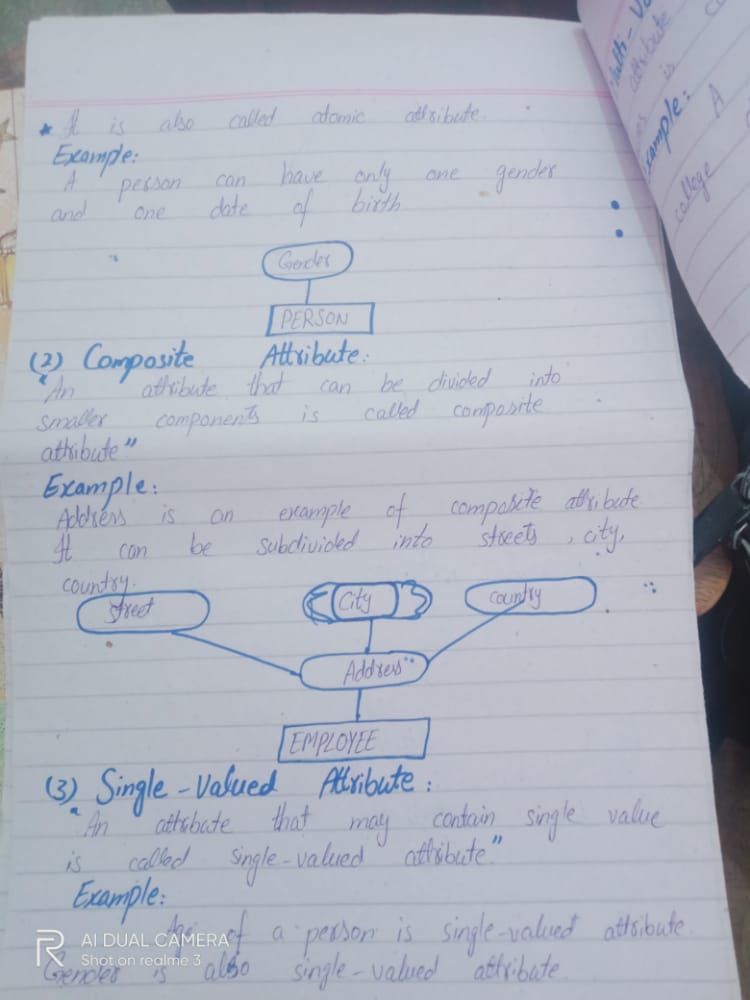 * It is also called atomic attribute.
Example:
A person can have only one gender
and one date of birth
Gender
PERSON
(2) Composite Attribute:
"An attribute that can be divided into
smaller components is called composite
attribute"
Example:
Address is an example of composite attribute
It can be subdivided into streets, city,
country.
Street City Country
Address
EMPLOYEE
(3) Single-Valued Attribute:
"An attribute that may contain single value
is called single-valued attribute."
Example:
Age of a person is single-valued attribute.
Gender is also single-valued attribute.
attribute
is
Example: A
college
R AI DUAL CAMERA
Shot on realme 3